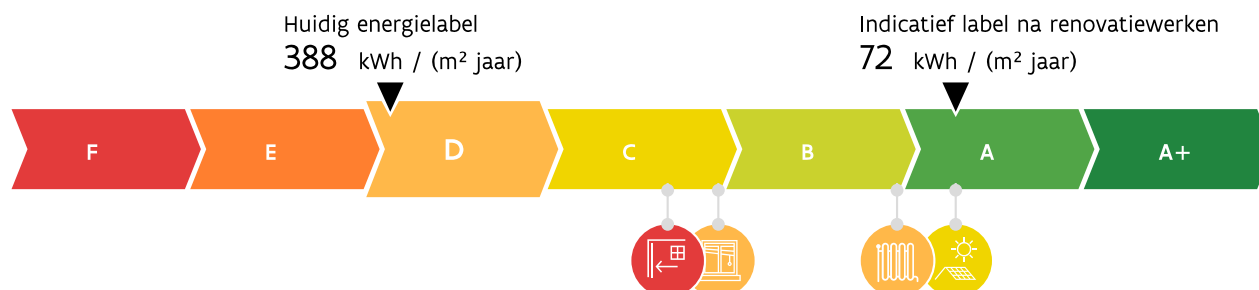 Huidig energielabel
388 kWh / (m² jaar)
Indicatief label na renovatiewerken
72 kWh / (m² jaar)
F E D C B A A+